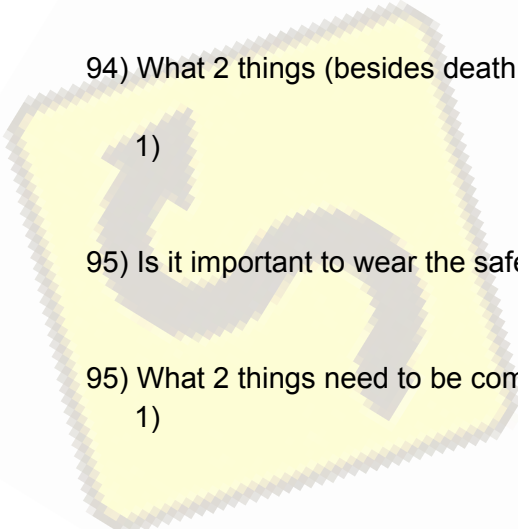 94) What 2 things (besides death
1)
95) Is it important to wear the safe
95) What 2 things need to be com
1)